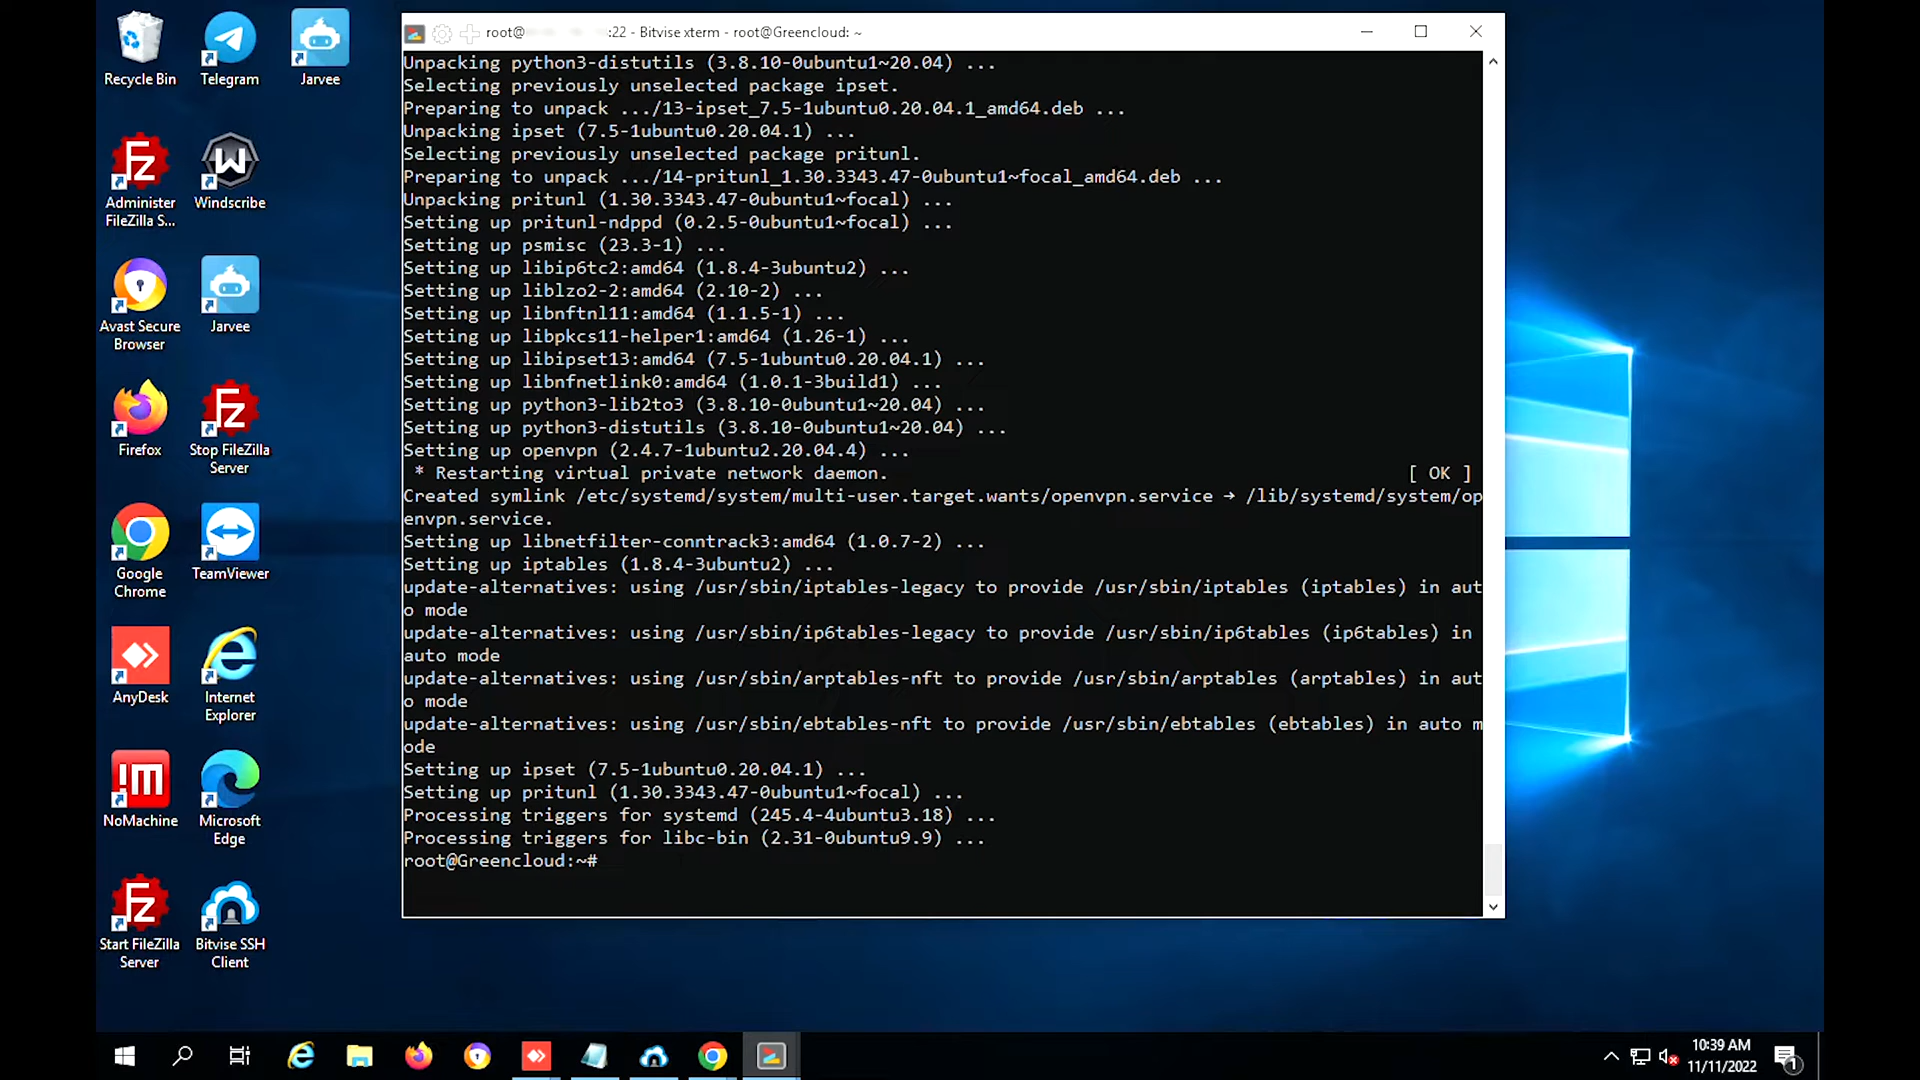 Recycle Bin
Telegram
Jarvee
Administer
FileZilla S...
Windscribe
Avast Secure
Browser
Jarvee
Firefox
Stop FileZilla
Server
Google
Chrome
TeamViewer
AnyDesk
Internet
Explorer
NoMachine
Microsoft
Edge
Start FileZilla
Server
Bitvise SSH
Client
root@ :22 - Bitvise xterm - root@Greencloud: ~
Unpacking python3-distutils (3.8.10-0ubuntu1~20.04) ...
Selecting previously unselected package ipset.
Preparing to unpack .../13-ipset_7.5-1ubuntu0.20.04.1_amd64.deb ...
Unpacking ipset (7.5-1ubuntu0.20.04.1) ...
Selecting previously unselected package pritunl.
Preparing to unpack .../14-pritunl_1.30.3343.47-0ubuntu1~focal_amd64.deb ...
Unpacking pritunl (1.30.3343.47-0ubuntu1~focal) ...
Setting up pritunl-ndppd (0.2.5-0ubuntu1~focal) ...
Setting up psmisc (23.3-1) ...
Setting up libip6tc2:amd64 (1.8.4-3ubuntu2) ...
Setting up liblzo2-2:amd64 (2.10-2) ...
Setting up libnftnl11:amd64 (1.1.5-1) ...
Setting up libpkcs11-helper1:amd64 (1.26-1) ...
Setting up libipset13:amd64 (7.5-1ubuntu0.20.04.1) ...
Setting up libnfnetlink0:amd64 (1.0.1-3build1) ...
Setting up python3-lib2to3 (3.8.10-0ubuntu1~20.04) ...
Setting up python3-distutils (3.8.10-0ubuntu1~20.04) ...
Setting up openvpn (2.4.7-1ubuntu2.20.04.4) ...
* Restarting virtual private network daemon. [ OK ]
Created symlink /etc/systemd/system/multi-user.target.wants/openvpn.service → /lib/systemd/system/op
envpn.service.
Setting up libnetfilter-conntrack3:amd64 (1.0.7-2) ...
Setting up iptables (1.8.4-3ubuntu2) ...
update-alternatives: using /usr/sbin/iptables-legacy to provide /usr/sbin/iptables (iptables) in aut
o mode
update-alternatives: using /usr/sbin/ip6tables-legacy to provide /usr/sbin/ip6tables (ip6tables) in
auto mode
update-alternatives: using /usr/sbin/arptables-nft to provide /usr/sbin/arptables (arptables) in aut
o mode
update-alternatives: using /usr/sbin/ebtables-nft to provide /usr/sbin/ebtables (ebtables) in auto m
ode
Setting up ipset (7.5-1ubuntu0.20.04.1) ...
Setting up pritunl (1.30.3343.47-0ubuntu1~focal) ...
Processing triggers for systemd (245.4-4ubuntu3.18) ...
Processing triggers for libc-bin (2.31-0ubuntu9.9) ...
root@Greencloud:~#
10:39 AM
11/11/2022
1